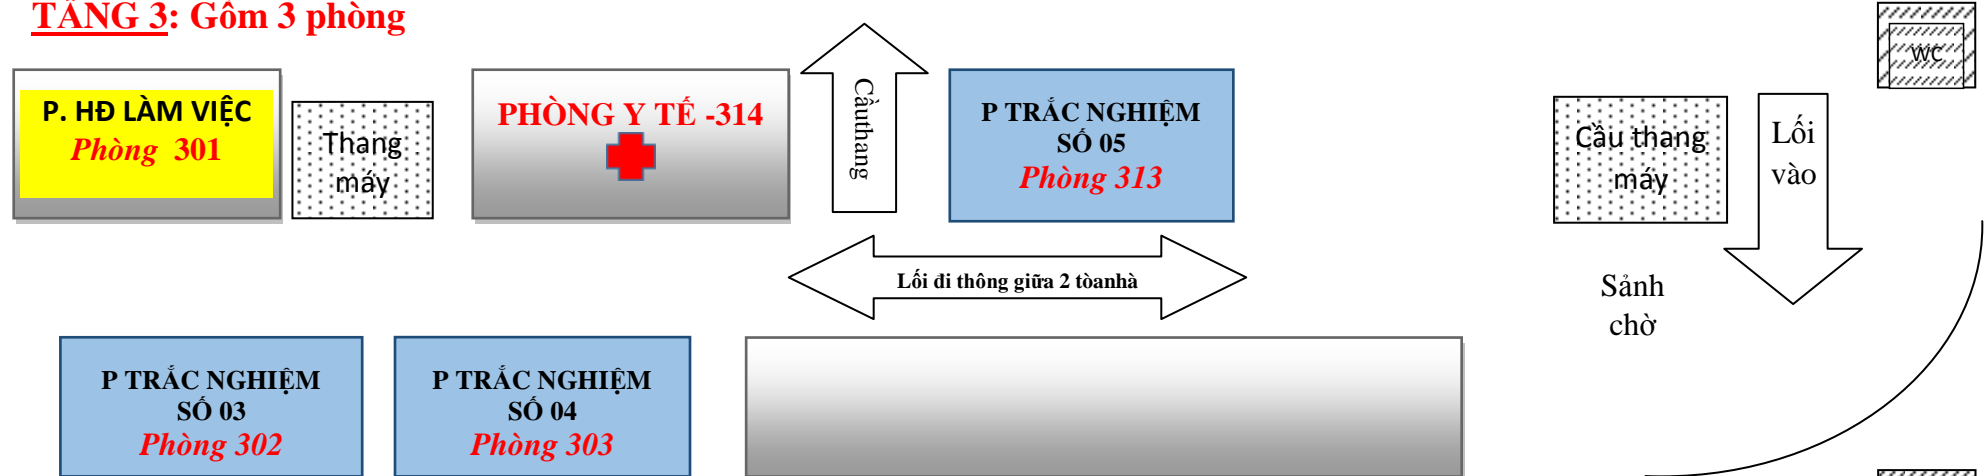 TẦNG 3: Gồm 3 phòng
WC
P. HĐ LÀM VIỆC
Phòng 301
Thang
máy
PHÒNG Y TẾ -314
Cầuthang
P TRẮC NGHIỆM
SỐ 05
Phòng 313
Cầu thang
máy
Lối
vào
Lối đi thông giữa 2 tòanhà
Sảnh
chờ
P TRẮC NGHIỆM
SỐ 03
Phòng 302
P TRẮC NGHIỆM
SỐ 04
Phòng 303